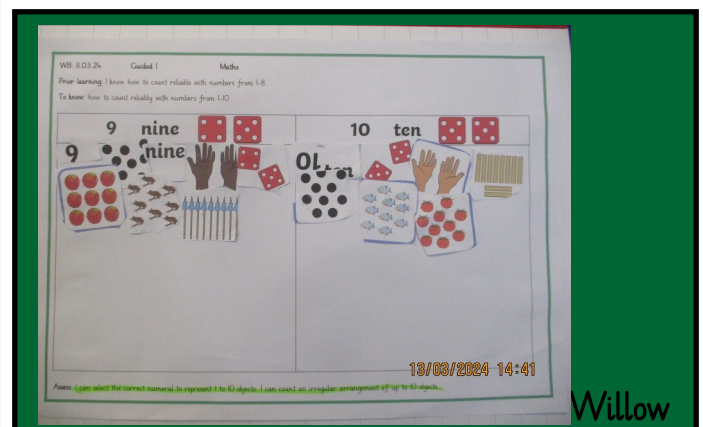 WB: 11.03.24 Guided 1 Maths
Prior learning: I know how to count reliable with numbers from 1-8.
To know: how to count reliably with numbers from 1-10.
9 nine 10 ten
9 nine 10 ten
13/03/2024 14:41
Assess: I can select the correct numeral to represent 1 to 10 objects. I can count an irregular arrangement of up to 10 objects.
Willow